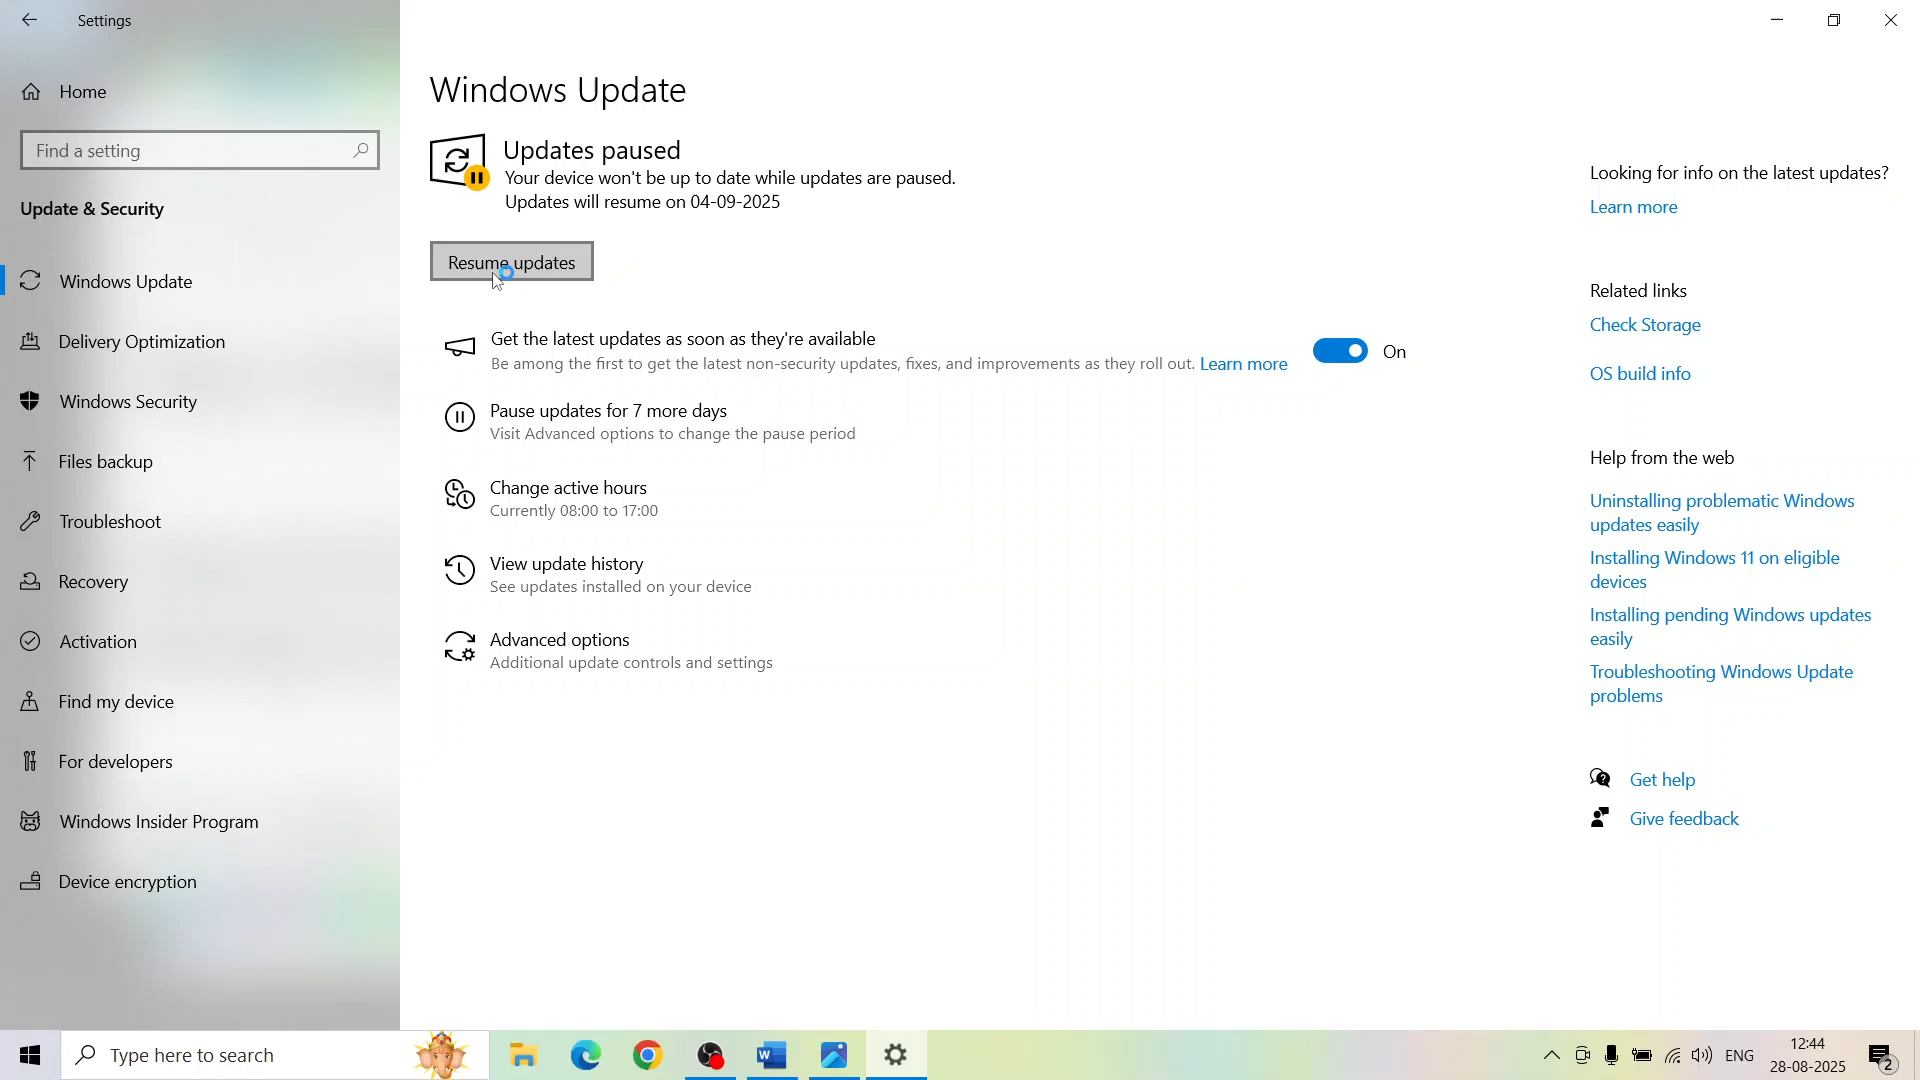 Settings
Home
Find a setting
Update & Security
Windows Update
Delivery Optimization
Windows Security
Files backup
Troubleshoot
Recovery
Activation
Find my device
For developers
Windows Insider Program
Device encryption
Windows Update
Updates paused
Your device won't be up to date while updates are paused.
Updates will resume on 04-09-2025
Resume updates
Get the latest updates as soon as they're available
Be among the first to get the latest non-security updates, fixes, and improvements as they roll out. Learn more
On
Pause updates for 7 more days
Visit Advanced options to change the pause period
Change active hours
Currently 08:00 to 17:00
View update history
See updates installed on your device
Advanced options
Additional update controls and settings
Looking for info on the latest updates?
Learn more
Related links
Check Storage
OS build info
Help from the web
Uninstalling problematic Windows
updates easily
Installing Windows 11 on eligible
devices
Installing pending Windows updates
easily
Troubleshooting Windows Update
problems
Get help
Give feedback
Type here to search
W
ENG
12:44
28-08-2025
2